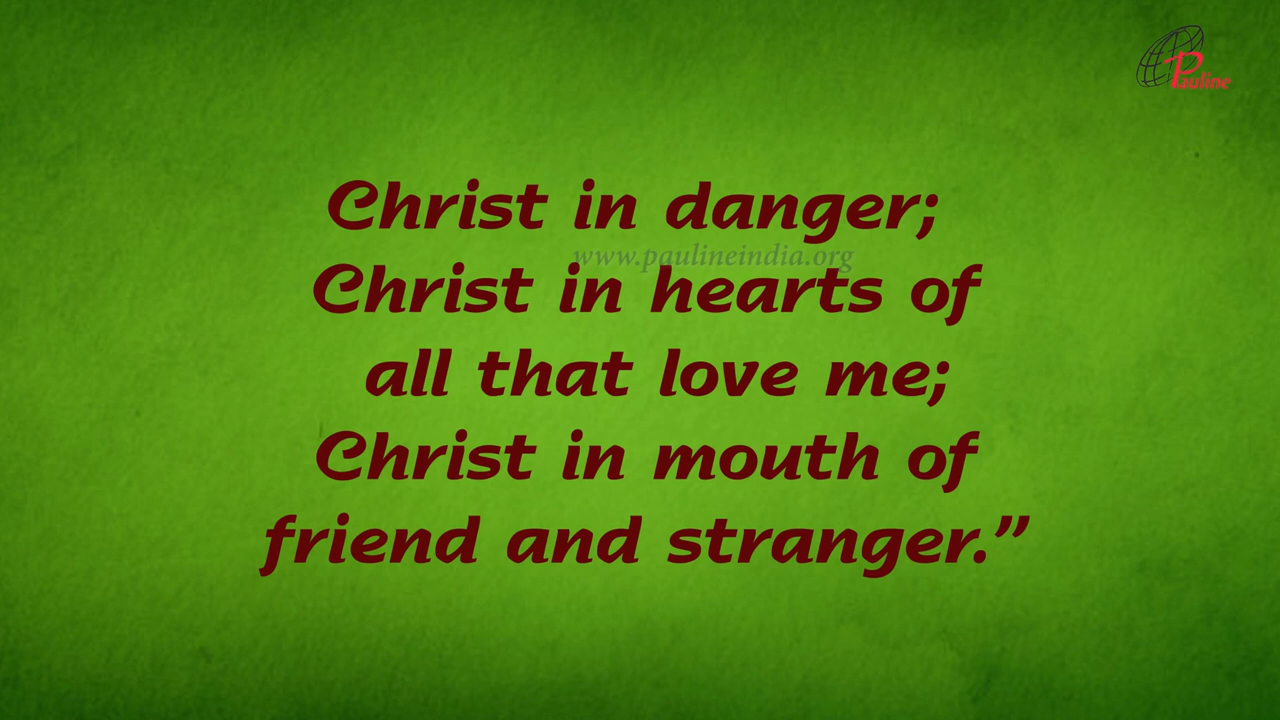 Pauline
Christ in danger;
www.paulineindia.org
Christ in hearts of
all that love me;
Christ in mouth of
friend and stranger.”